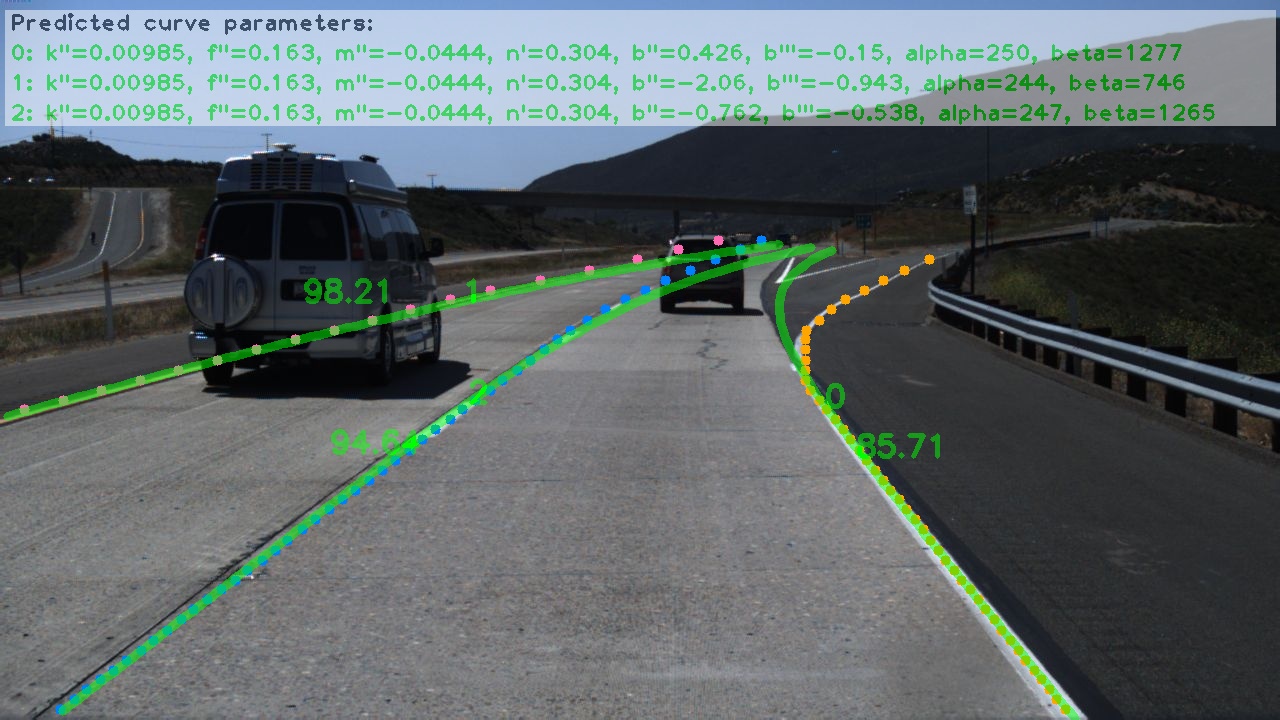 Predicted curve parameters:
0: k''=0.00985, f''=0.163, m''=−0.0444, n'=0.304, b''=0.426, b'''=−0.15, alpha=250, beta=1277
1: k''=0.00985, f''=0.163, m''=−0.0444, n'=0.304, b''=−2.06, b'''=−0.943, alpha=244, beta=746
2: k''=0.00985, f''=0.163, m''=−0.0444, n'=0.304, b''=−0.762, b'''=−0.538, alpha=247, beta=1265
98.21
1
2
0
85.71